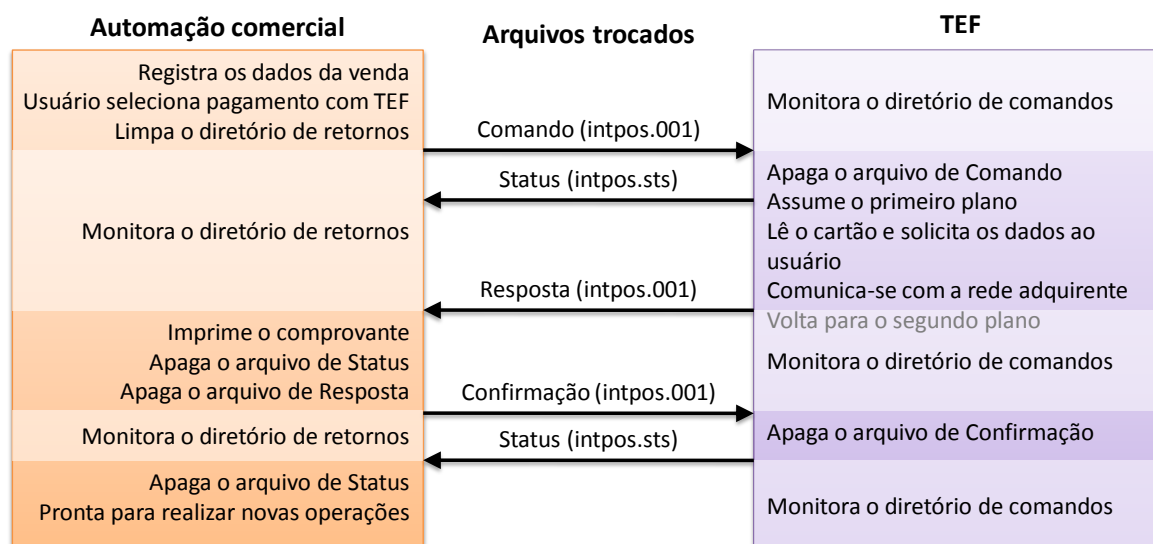 Automação comercial
Arquivos trocados
TEF
Registra os dados da venda
Usuário seleciona pagamento com TEF
Limpa o diretório de retornos
Monitora o diretório de comandos
Comando (intpos.001)
Status (intpos.sts)
Monitora o diretório de retornos
Apaga o arquivo de Comando
Assume o primeiro plano
Lê o cartão e solicita os dados ao
usuário
Comunica-se com a rede adquirente
Resposta (intpos.001)
Volta para o segundo plano
Imprime o comprovante
Apaga o arquivo de Status
Apaga o arquivo de Resposta
Monitora o diretório de comandos
Confirmação (intpos.001)
Monitora o diretório de retornos
Apaga o arquivo de Confirmação
Status (intpos.sts)
Apaga o arquivo de Status
Pronta para realizar novas operações
Monitora o diretório de comandos